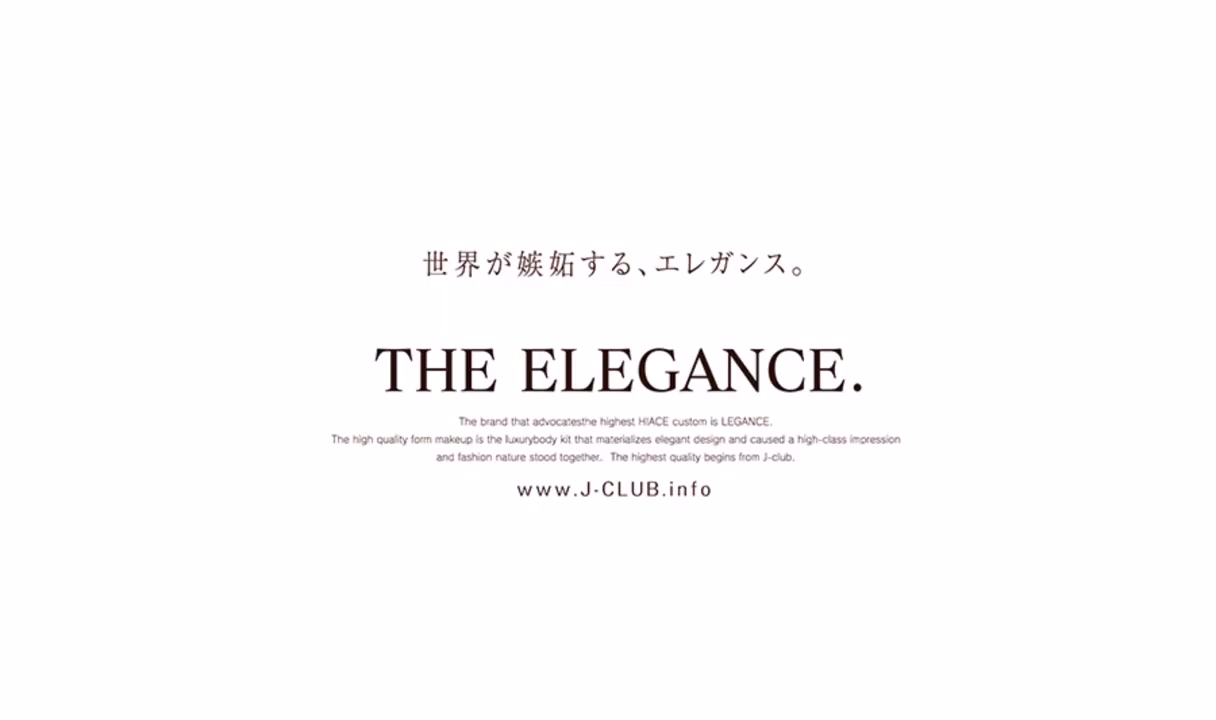 世界が嫉妬する、エレガンス。
THE ELEGANCE.
The brand that advocatesthe highest HIACE custom is LEGANCE.
The high quality form makeup is the luxurybody kit that materializes elegant design and caused a high-class impression
and fashion nature stood together. The highest quality begins from J-club.
www.J-CLUB.info